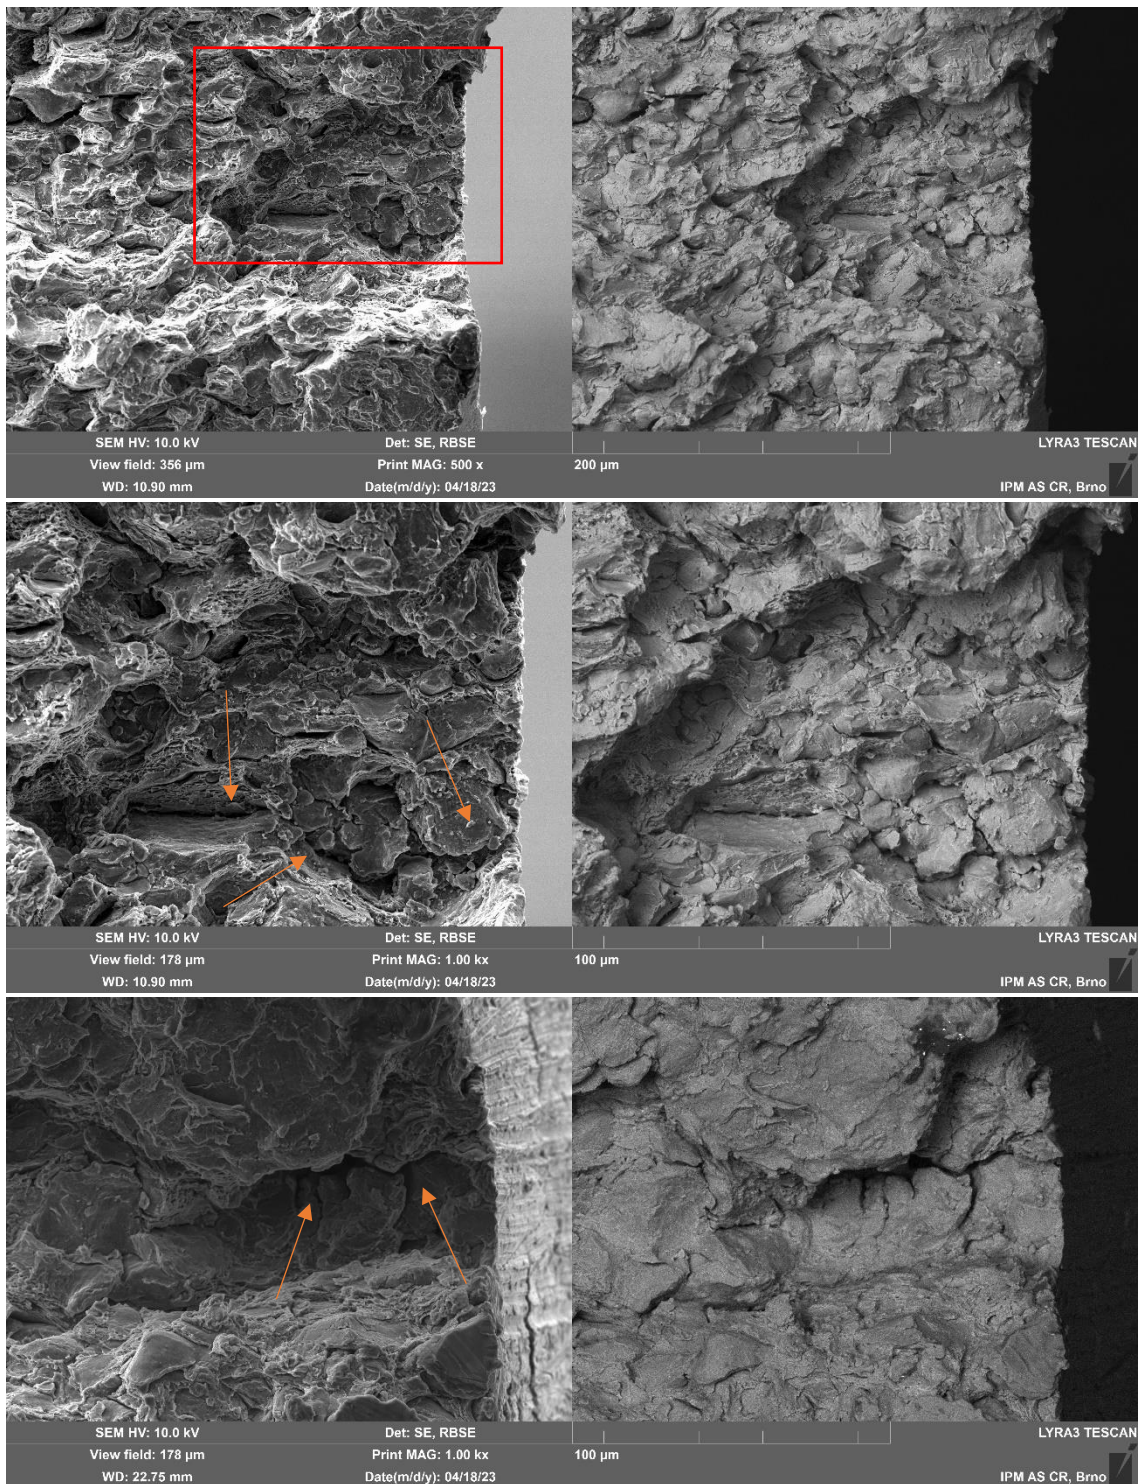 SEM HV: 10.0 kV Det: SE, RBSE LYRA3 TESCAN
View field: 356 µm Print MAG: 500 x 200 µm
WD: 10.90 mm Date(m/d/y): 04/18/23 IPM AS CR, Brno
SEM HV: 10.0 kV Det: SE, RBSE LYRA3 TESCAN
View field: 178 µm Print MAG: 1.00 kx 100 µm
WD: 10.90 mm Date(m/d/y): 04/18/23 IPM AS CR, Brno
SEM HV: 10.0 kV Det: SE, RBSE LYRA3 TESCAN
View field: 178 µm Print MAG: 1.00 kx 100 µm
WD: 22.75 mm Date(m/d/y): 04/18/23 IPM AS CR, Brno